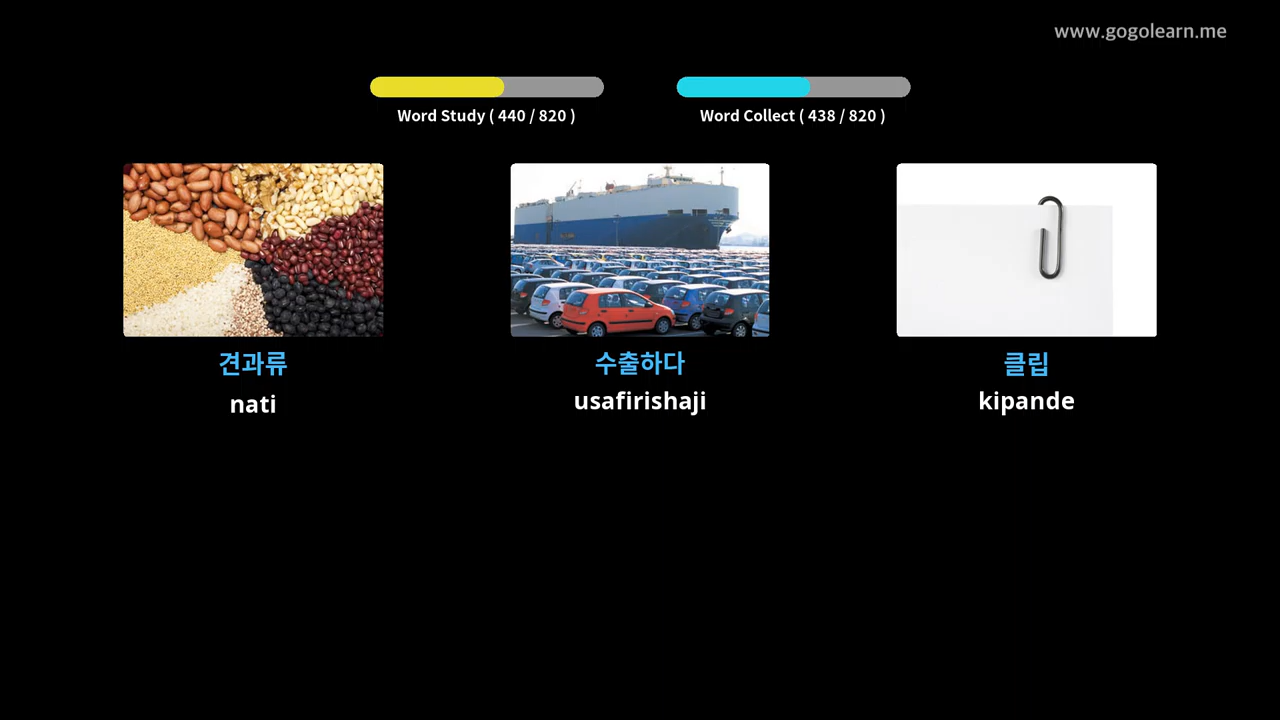 www.gogolearn.me
Word Study ( 440 / 820 )
Word Collect ( 438 / 820 )
견과류
수출하다
클립
nati
usafirishaji
kipande